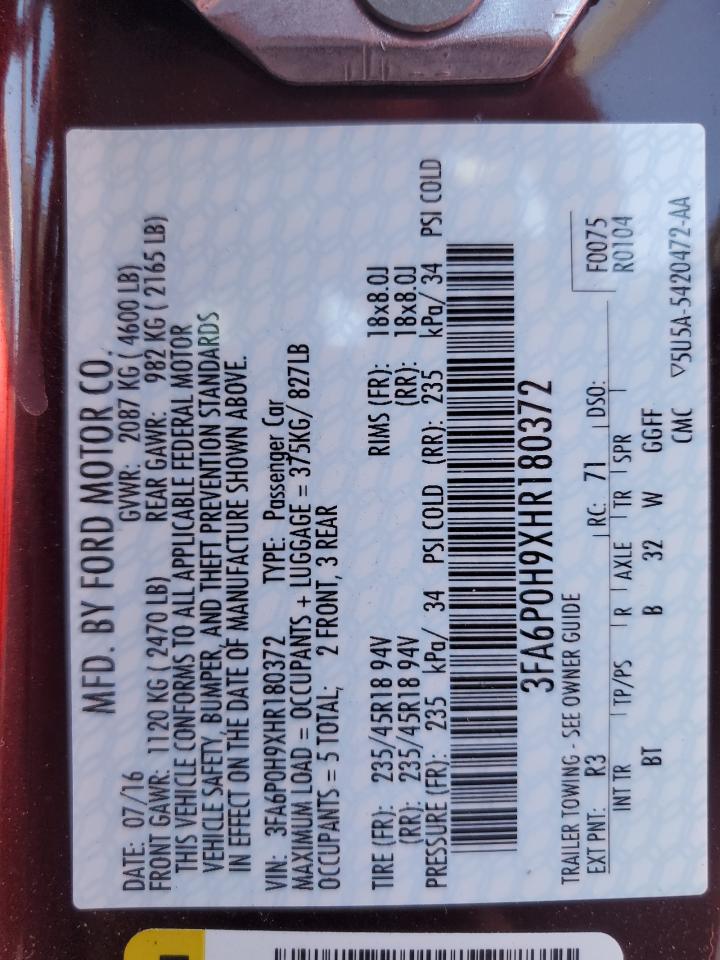 MFD. BY FORD MOTOR CO.
DATE: 07/16 GVWR: 2087 KG ( 4600 LB)
FRONT GAWR: 1120 KG ( 2470 LB) REAR GAWR: 982 KG ( 2165 LB)
THIS VEHICLE CONFORMS TO ALL APPLICABLE FEDERAL MOTOR
VEHICLE SAFETY, BUMPER, AND THEFT PREVENTION STANDARDS
IN EFFECT ON THE DATE OF MANUFACTURE SHOWN ABOVE.
VIN: 3FA6P0H9XHR180372 TYPE: Passenger Car
MAXIMUM LOAD = OCCUPANTS + LUGGAGE = 375KG/ 827LB
OCCUPANTS = 5 TOTAL; 2 FRONT, 3 REAR
TIRE (FR): 235/45R18 94V RIMS (FR): 18x8.0J
(RR): 235/45R18 94V (RR): 18x8.0J
PRESSURE (FR): 235 kPa/ 34 PSI COLD (RR): 235 kPa/ 34 PSI COLD
3FA6P0H9XHR180372
TRAILER TOWING - SEE OWNER GUIDE F0075
EXT PNT: R3 RC: 71 DSO: R0104
INT TR TP/PS R AXLE TR SPR
BT B 32 W GGFF
CMC ▽5U5A-5420472-AA